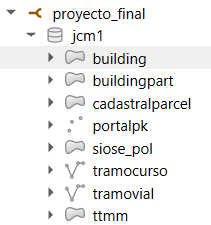 proyecto_final
jcm1
building
buildingpart
cadastralparcel
portalpk
siose_pol
tramocurso
tramovial
ttmm